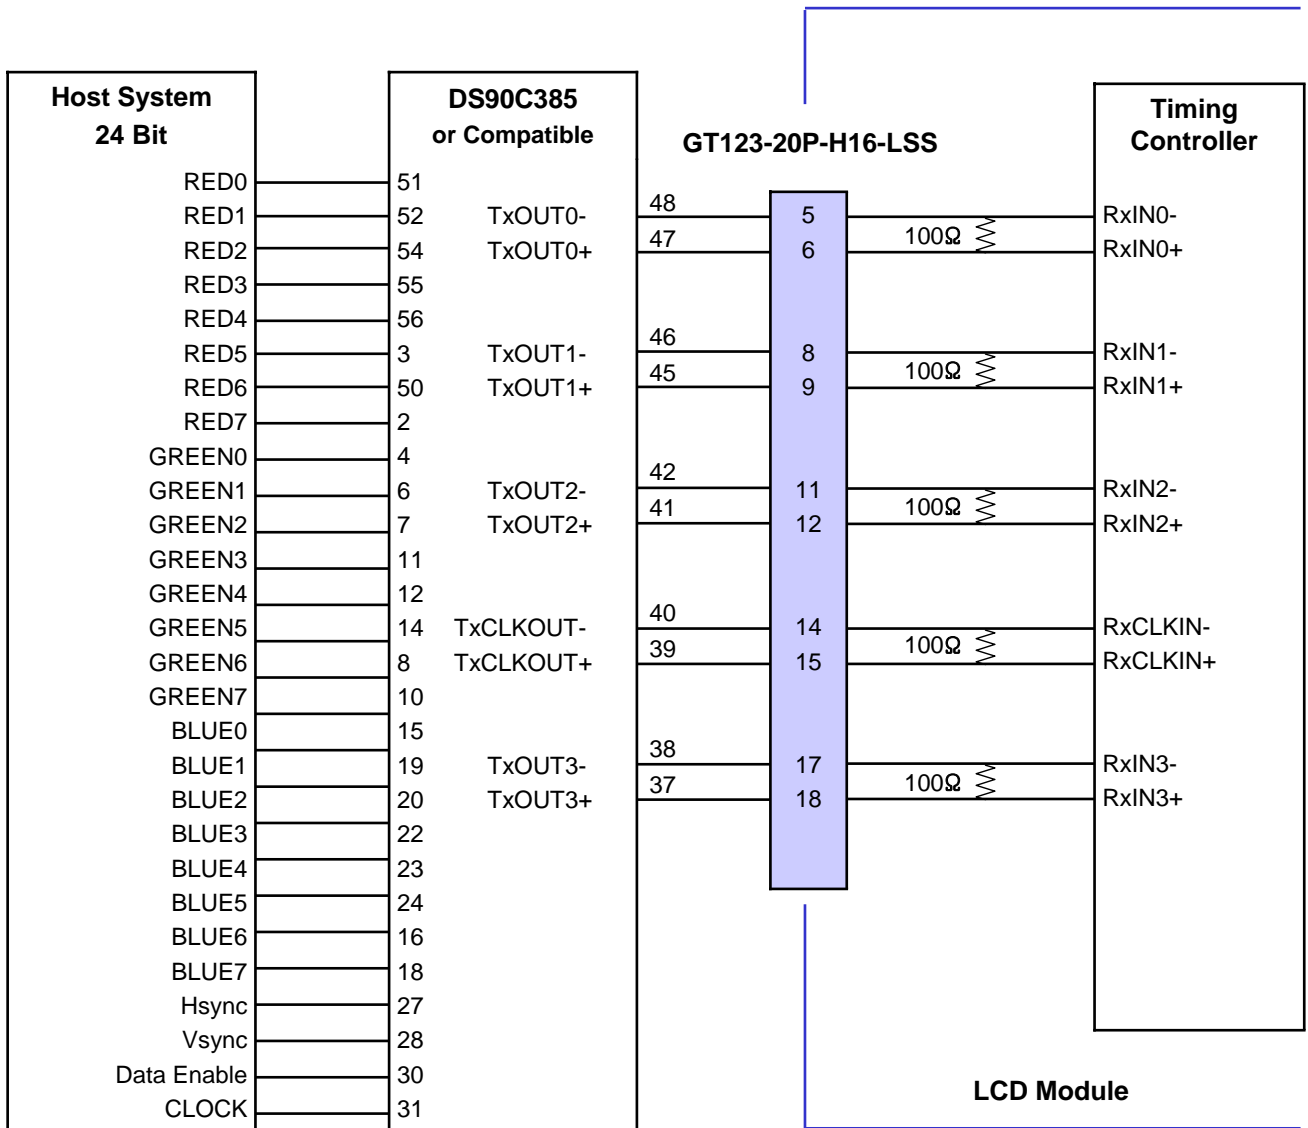 Host System
24 Bit
DS90C385
or Compatible
GT123-20P-H16-LSS
Timing
Controller
RED0 51
RED1 52 TxOUT0- 48 5 RxIN0-
100Ω
RED2 54 TxOUT0+ 47 6 RxIN0+
RED3 55
RED4 56
RED5 3 TxOUT1- 46 8 RxIN1-
100Ω
RED6 50 TxOUT1+ 45 9 RxIN1+
RED7 2
GREEN0 4
GREEN1 6 TxOUT2- 42 11 RxIN2-
100Ω
GREEN2 7 TxOUT2+ 41 12 RxIN2+
GREEN3 11
GREEN4 12
GREEN5 14 TxCLKOUT- 40 14 RxCLKIN-
100Ω
GREEN6 8 TxCLKOUT+ 39 15 RxCLKIN+
GREEN7 10
BLUE0 15
BLUE1 19 TxOUT3- 38 17 RxIN3-
100Ω
BLUE2 20 TxOUT3+ 37 18 RxIN3+
BLUE3 22
BLUE4 23
BLUE5 24
BLUE6 16
BLUE7 18
Hsync 27
Vsync 28
Data Enable 30
CLOCK 31
LCD Module